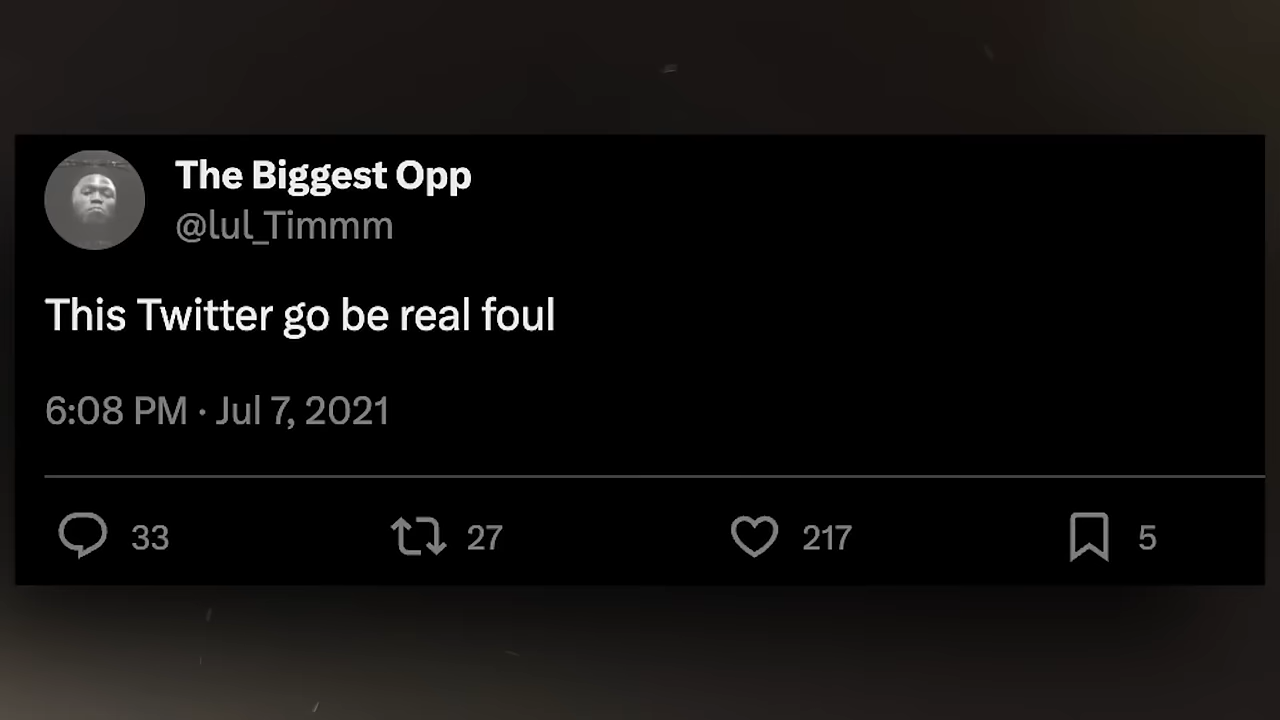 The Biggest Opp
@lul_Timmm
This Twitter go be real foul
6:08 PM · Jul 7, 2021
33 27 217 5